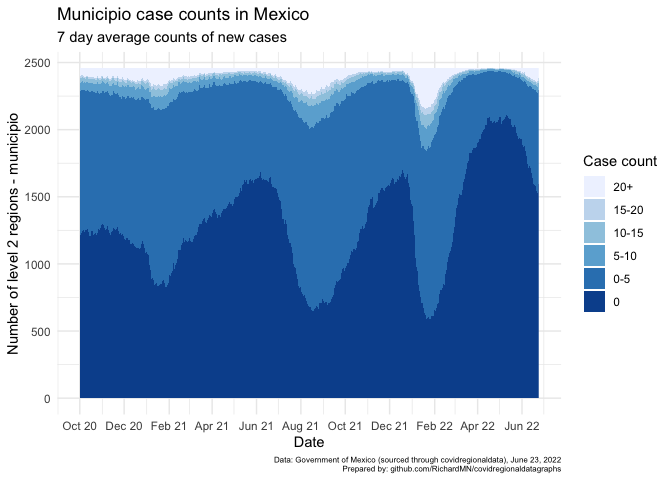 Municipio case counts in Mexico
7 day average counts of new cases
Number of level 2 regions - municipio
2500
2000
1500
1000
500
0
Oct 20 Dec 20 Feb 21 Apr 21 Jun 21 Aug 21 Oct 21 Dec 21 Feb 22 Apr 22 Jun 22
Date
Case count
20+
15-20
10-15
5-10
0-5
0
Data: Government of Mexico (sourced through covidregionaldata), June 23, 2022
Prepared by: github.com/RichardMN/covidregionaldatagraphs